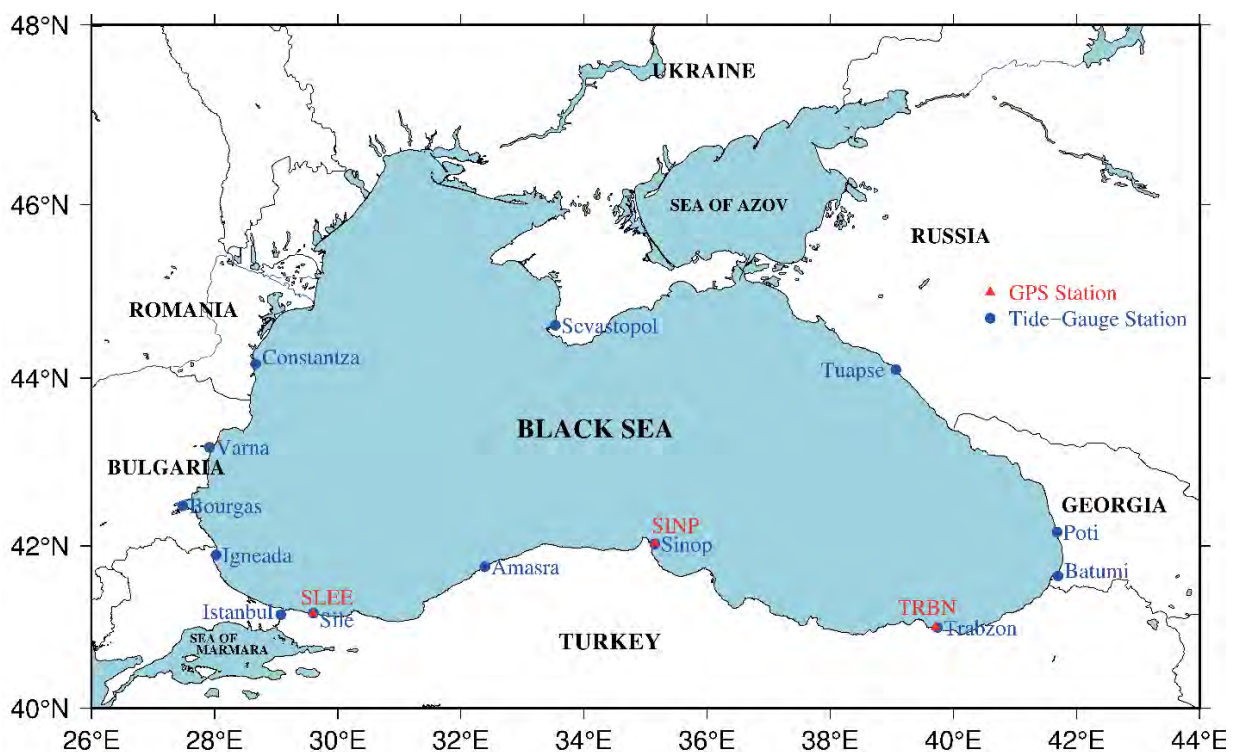 48°N
UKRAINE
46°N
SEA OF AZOV
RUSSIA
ROMANIA
GPS Station
Tide-Gauge Station
Sevastopol
Constantza
44°N
Tuapse
BLACK SEA
Varna
BULGARIA
Bourgas
GEORGIA
SINP
Poti
42°N
Sinop
Igneada
Amasra
Batumi
SLEE
Istanbul
Sile
TRBN
Trabzon
SEA OF
MARMARA
TURKEY
40°N
26°E 28°E 30°E 32°E 34°E 36°E 38°E 40°E 42°E 44°E